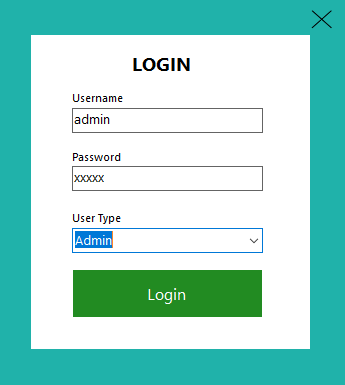 LOGIN
Username
admin
Password
xxxxx
User Type
Admin
Login